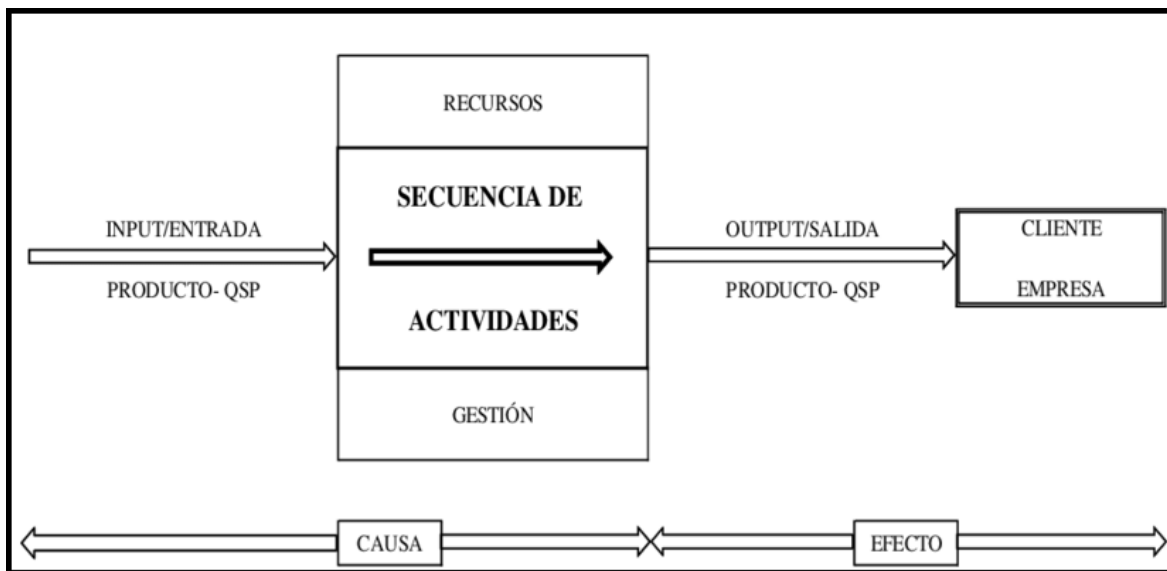 RECURSOS
SECUENCIA DE
ACTIVIDADES
GESTIÓN
INPUT/ENTRADA
PRODUCTO- QSP
OUTPUT/SALIDA
PRODUCTO- QSP
CLIENTE
EMPRESA
CAUSA
EFECTO